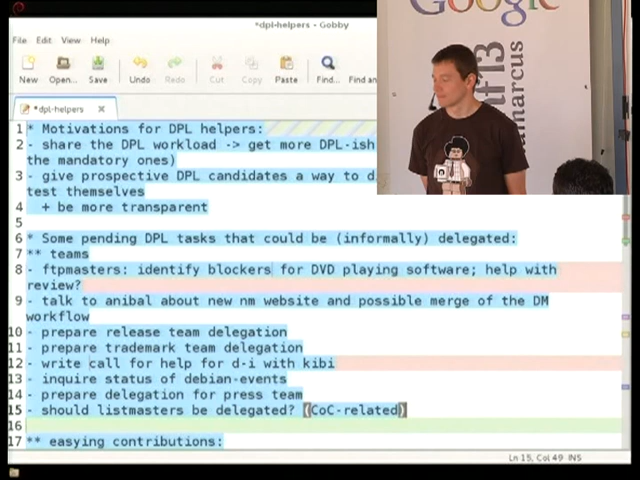 *dpl-helpers - Gobby
File Edit View Help
New Open... Save Undo Redo Cut Copy Paste Find... Find an
*dpl-helpers
1 * Motivations for DPL helpers:
2 - share the DPL workload -> get more DPL-ish
the mandatory ones)
3 - give prospective DPL candidates a way to
test themselves
4 + be more transparent
5
6 * Some pending DPL tasks that could be (informally) delegated:
7 ** teams
8 - ftpmasters: identify blockers for DVD playing software; help with
review?
9 - talk to anibal about new nm website and possible merge of the DM
workflow
10 - prepare release team delegation
11 - prepare trademark team delegation
12 - write call for help for d-i with kibi
13 - inquire status of debian-events
14 - prepare delegation for press team
15 - should listmasters be delegated? (CoC-related)
16
17 ** easying contributions:
Ln 15, Col 49 INS
Google
amarcus